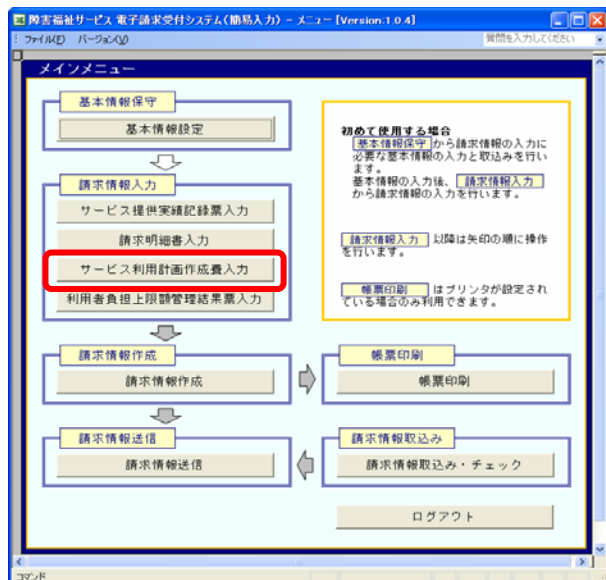 障害福祉サービス 電子請求受付システム(簡易入力) - メニュー [Version:1.0.4]
ファイル(F) バージョン(V)
質問を入力してください
メインメニュー
基本情報保守
基本情報設定
請求情報入力
サービス提供実績記録票入力
請求明細書入力
サービス利用計画作成費入力
利用者負担上限額管理結果票入力
初めて使用する場合
基本情報保守 から請求情報の入力に
必要な基本情報の入力と取込みを行い
ます。
基本情報の入力後、 請求情報入力
から請求情報の入力を行います。
請求情報入力 以降は矢印の順に操作
を行います。
帳票印刷 はプリンタが設定され
ている場合のみ利用できます。
請求情報作成
請求情報作成
帳票印刷
帳票印刷
請求情報送信
請求情報送信
請求情報取込み
請求情報取込み・チェック
ログアウト
コマンド